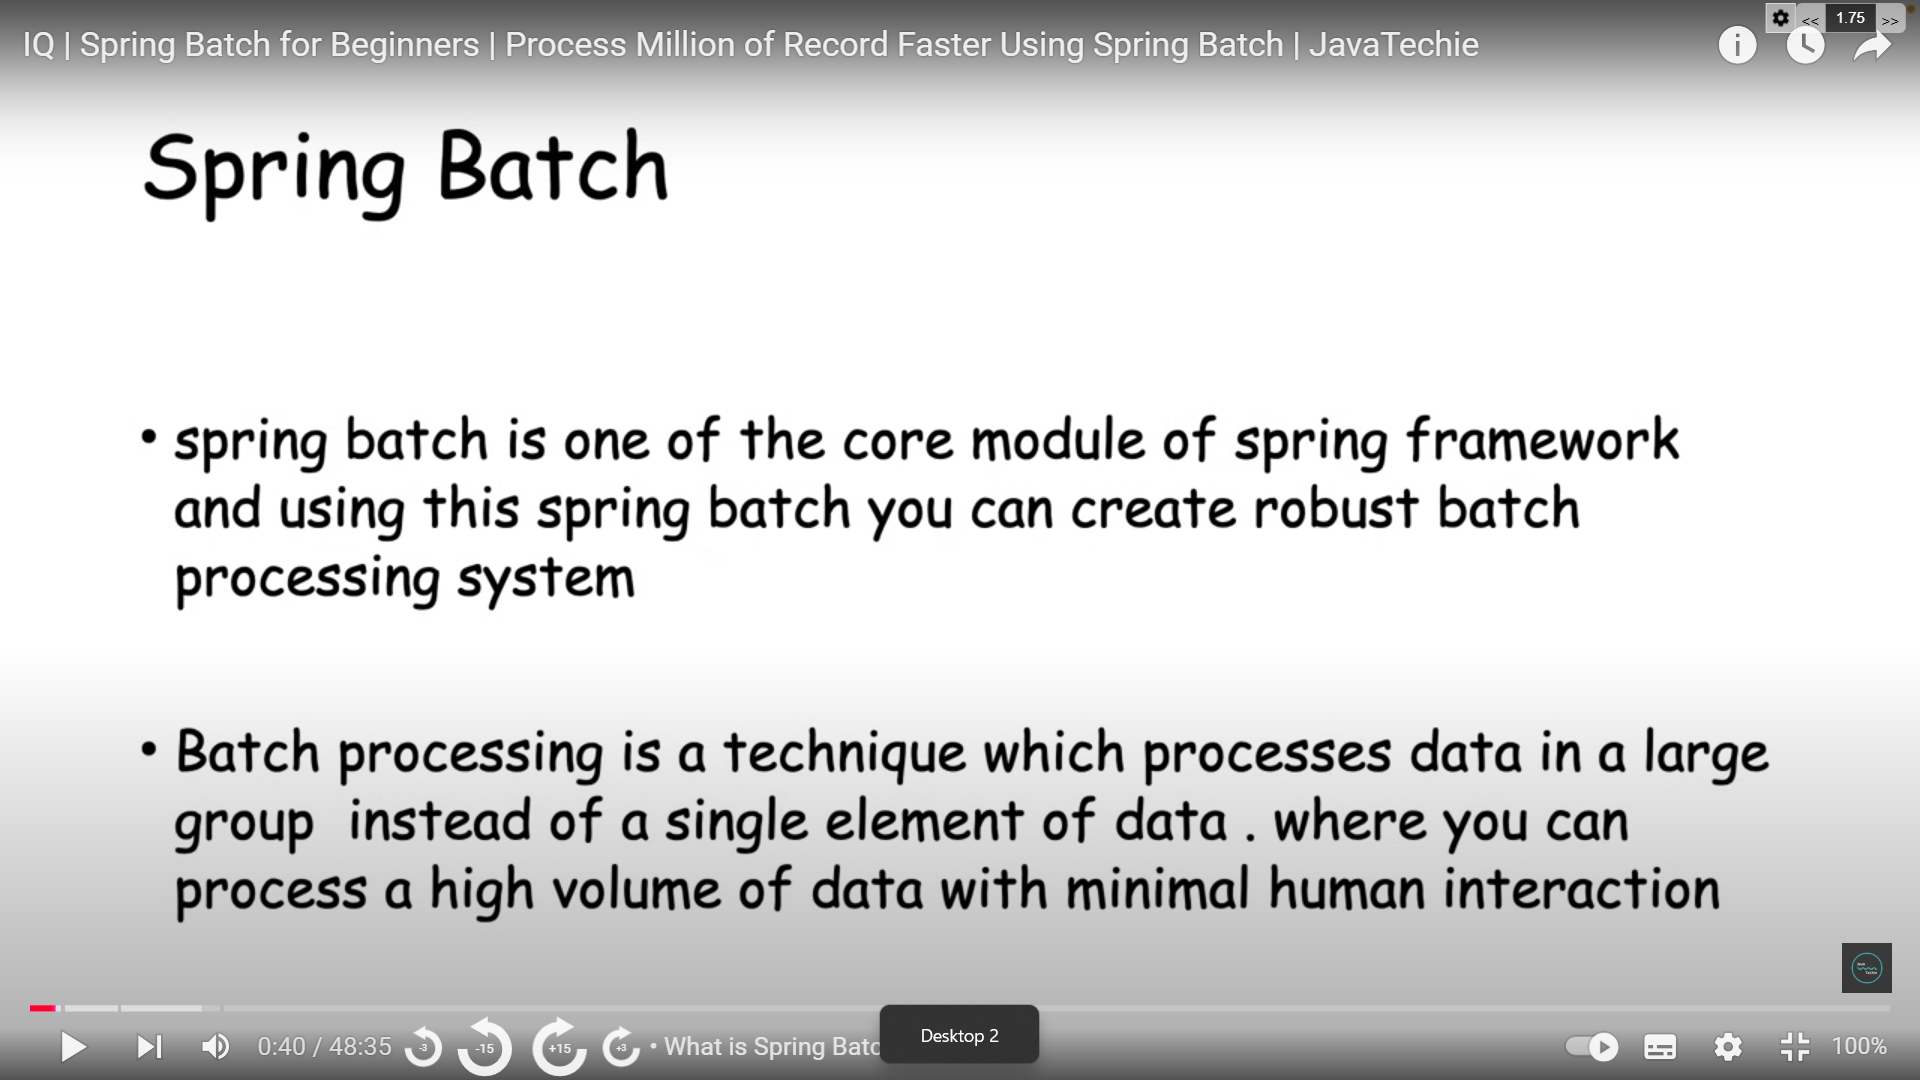 IQ | Spring Batch for Beginners | Process Million of Record Faster Using Spring Batch | JavaTechie
<< 1.75 >>
Spring Batch
• spring batch is one of the core module of spring framework
and using this spring batch you can create robust batch
processing system
• Batch processing is a technique which processes data in a large
group instead of a single element of data . where you can
process a high volume of data with minimal human interaction
0:40 / 48:35
-3
-15
+15
+3
• What is Spring Batc
Desktop 2
100%